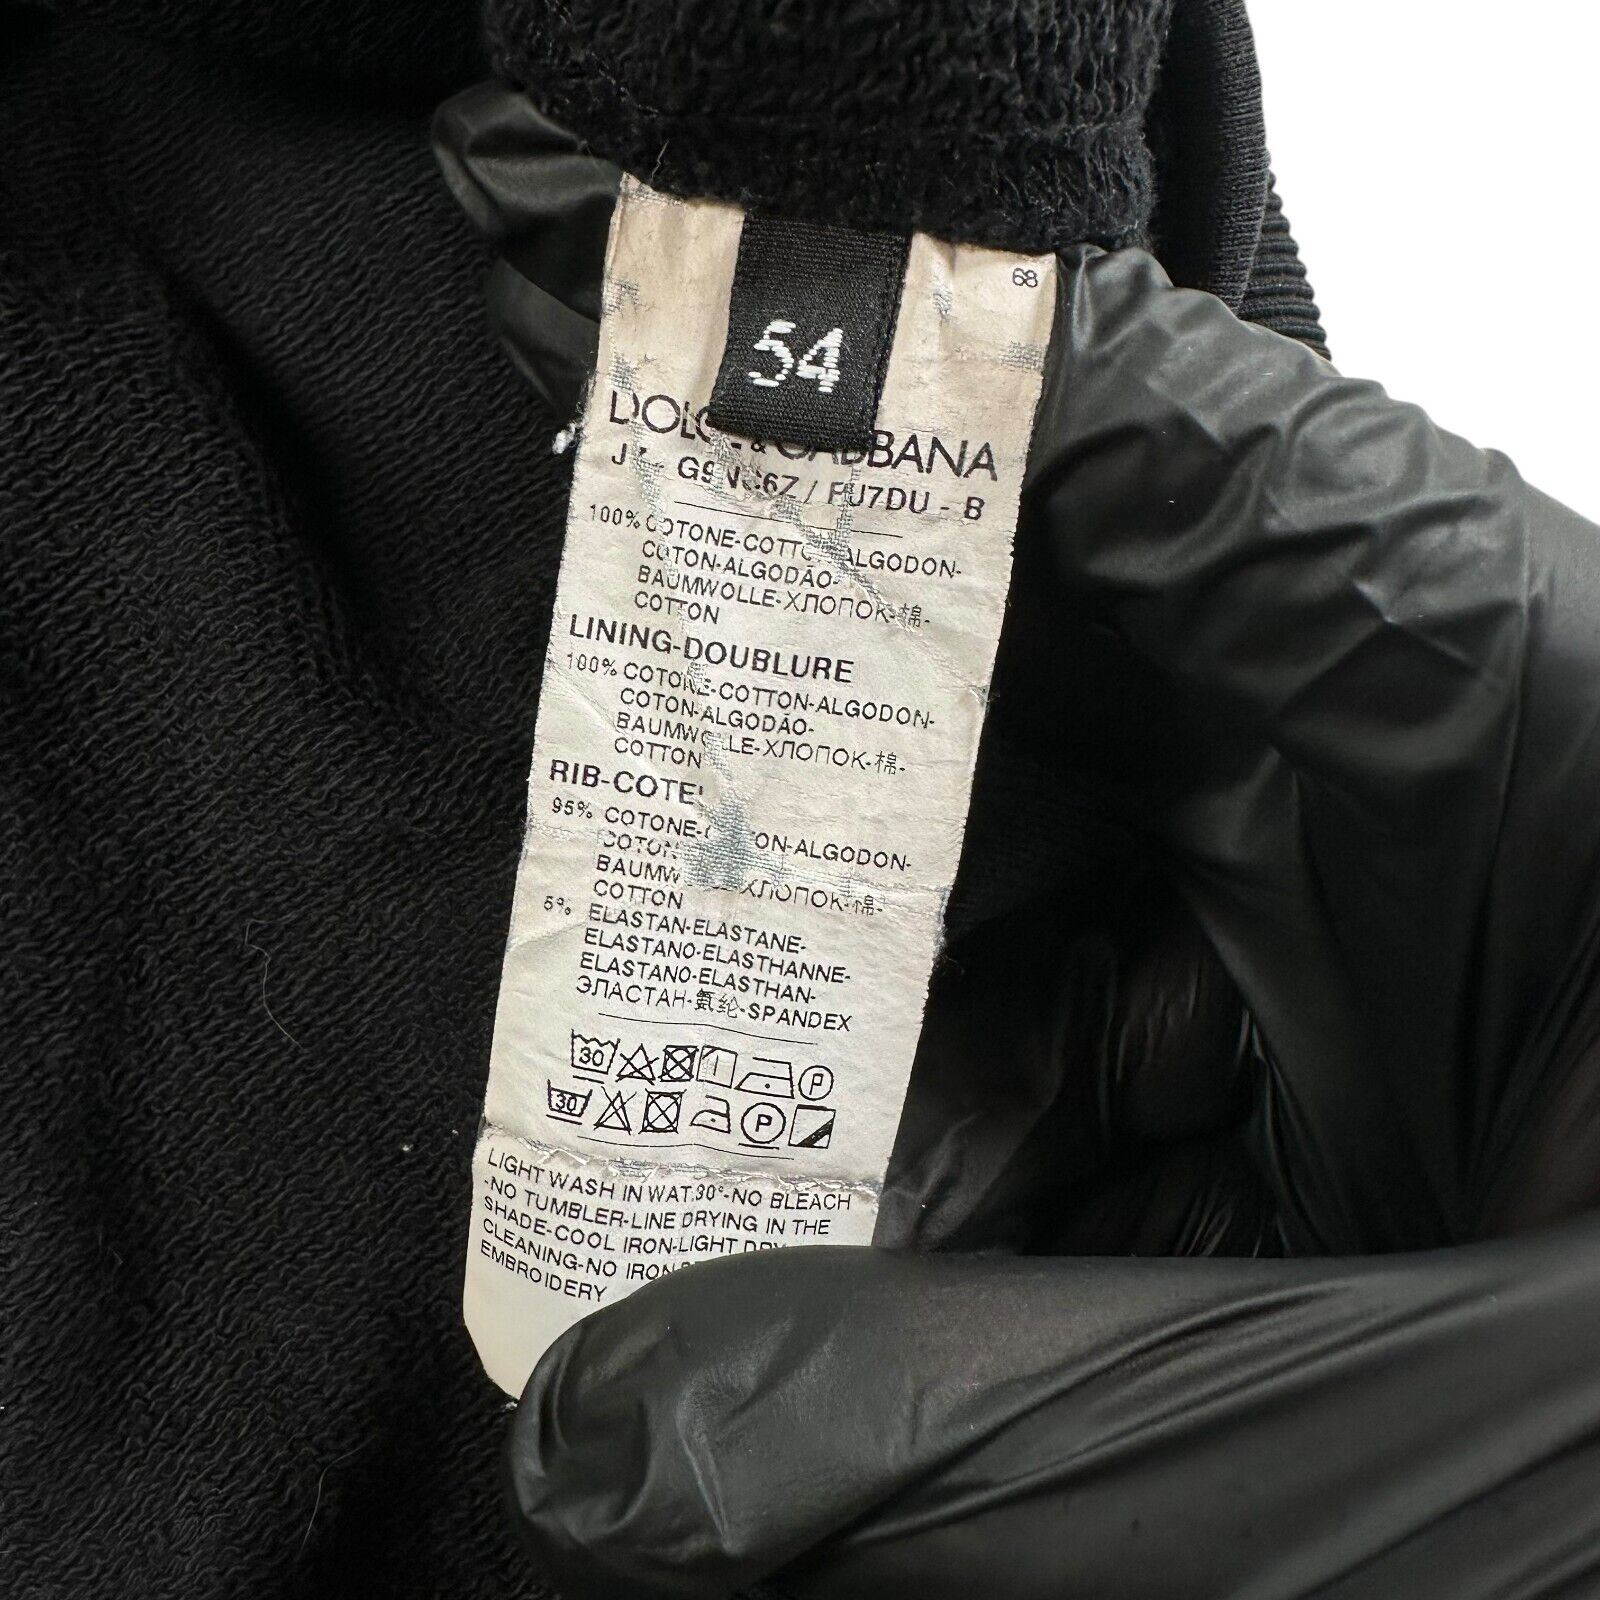 68
54
DOLCE & GABBANA
/ FU7DU - B
100% COTONE-COTTON-ALGODON-
COTON-ALGODÃO-
BAUMWOLLE-ХЛОПОК-棉-
COTTON
LINING-DOUBLURE
100% COTONE-COTTON-ALGODON-
COTON-ALGODÃO-
BAUMWOLLE-ХЛОПОК-棉-
COTTON
RIB-COTE
95% COTONE-COTTON-ALGODON-
COTON
BAUMW ХЛОПОК-棉-
COTTON
5% ELASTAN-ELASTANE-
ELASTANO-ELASTHANNE-
ELASTANO-ELASTHAN-
ЭЛАСТАН-氨纶-SPANDEX
30 P
30 P
LIGHT WASH IN WAT.30°-NO BLEACH
-NO TUMBLER-LINE DRYING IN THE
SHADE-COOL IRON-LIGHT DRY
CLEANING-NO IRON
EMBROIDERY